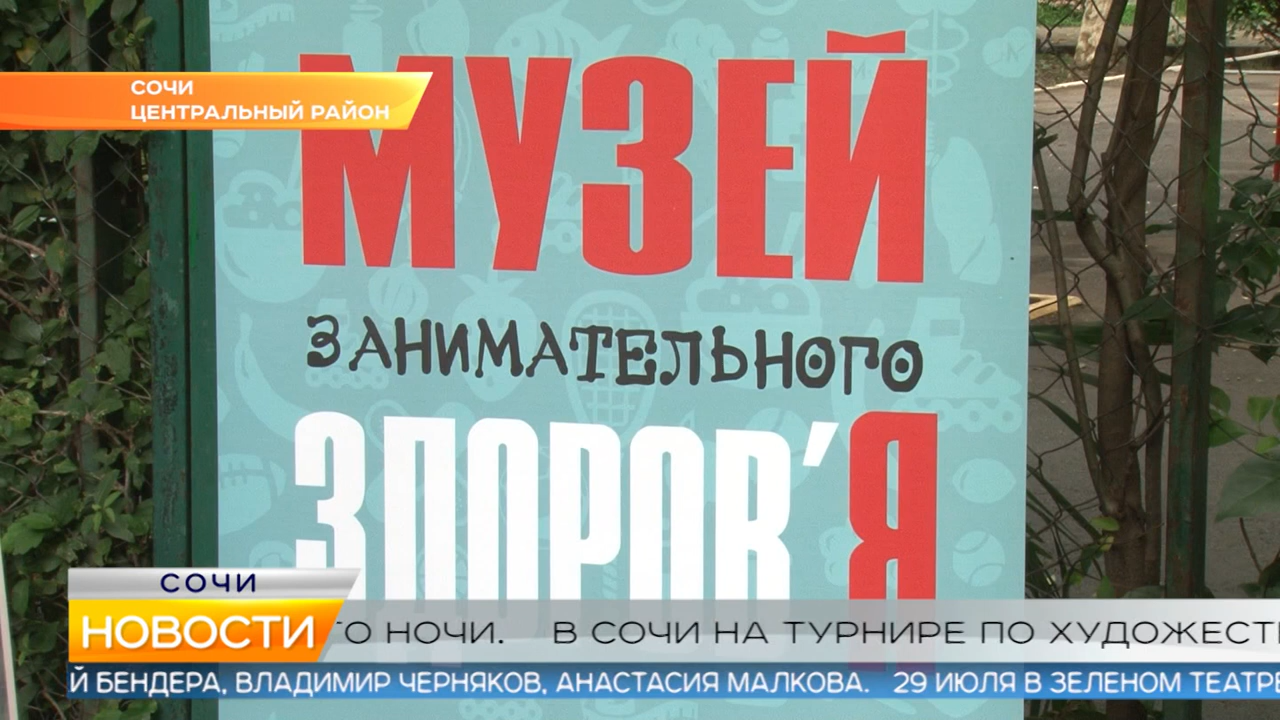 СОЧИ
ЦЕНТРАЛЬНЫЙ РАЙОН
МУЗЕЙ
ЗАНИМАТЕЛЬНОГО
ЗДОРОВ'Я
СОЧИ
НОВОСТИ
ГО НОЧИ. В СОЧИ НА ТУРНИРЕ ПО ХУДОЖЕСТ
Й БЕНДЕРА, ВЛАДИМИР ЧЕРНЯКОВ, АНАСТАСИЯ МАЛКОВА. 29 ИЮЛЯ В ЗЕЛЕНОМ ТЕАТРЕ